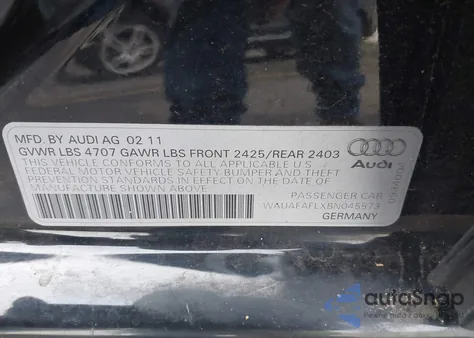 MFD. BY AUDI AG 02 11
GVWR LBS 4707 GAWR LBS FRONT 2425/REAR 2403
THIS VEHICLE CONFORMS TO ALL APPLICABLE U.S.
FEDERAL MOTOR VEHICLE SAFETY BUMPER AND THEFT
PREVENTION STANDARDS IN EFFECT ON THE DATE OF
MANUFACTURE SHOWN ABOVE.
Audi
PASSENGER CAR
WAUAFAFLXBN045973
GERMANY
autoSnap